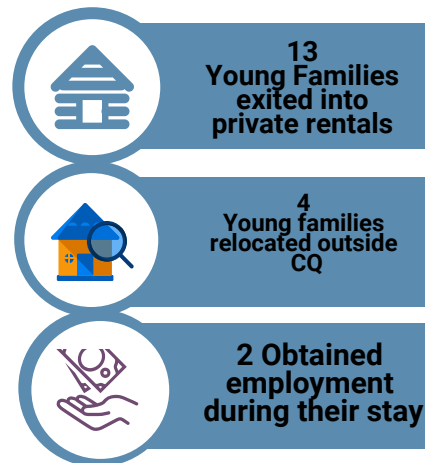 13
Young Families
exited into
private rentals
4
Young families
relocated outside
CQ
2 Obtained
employment
during their stay